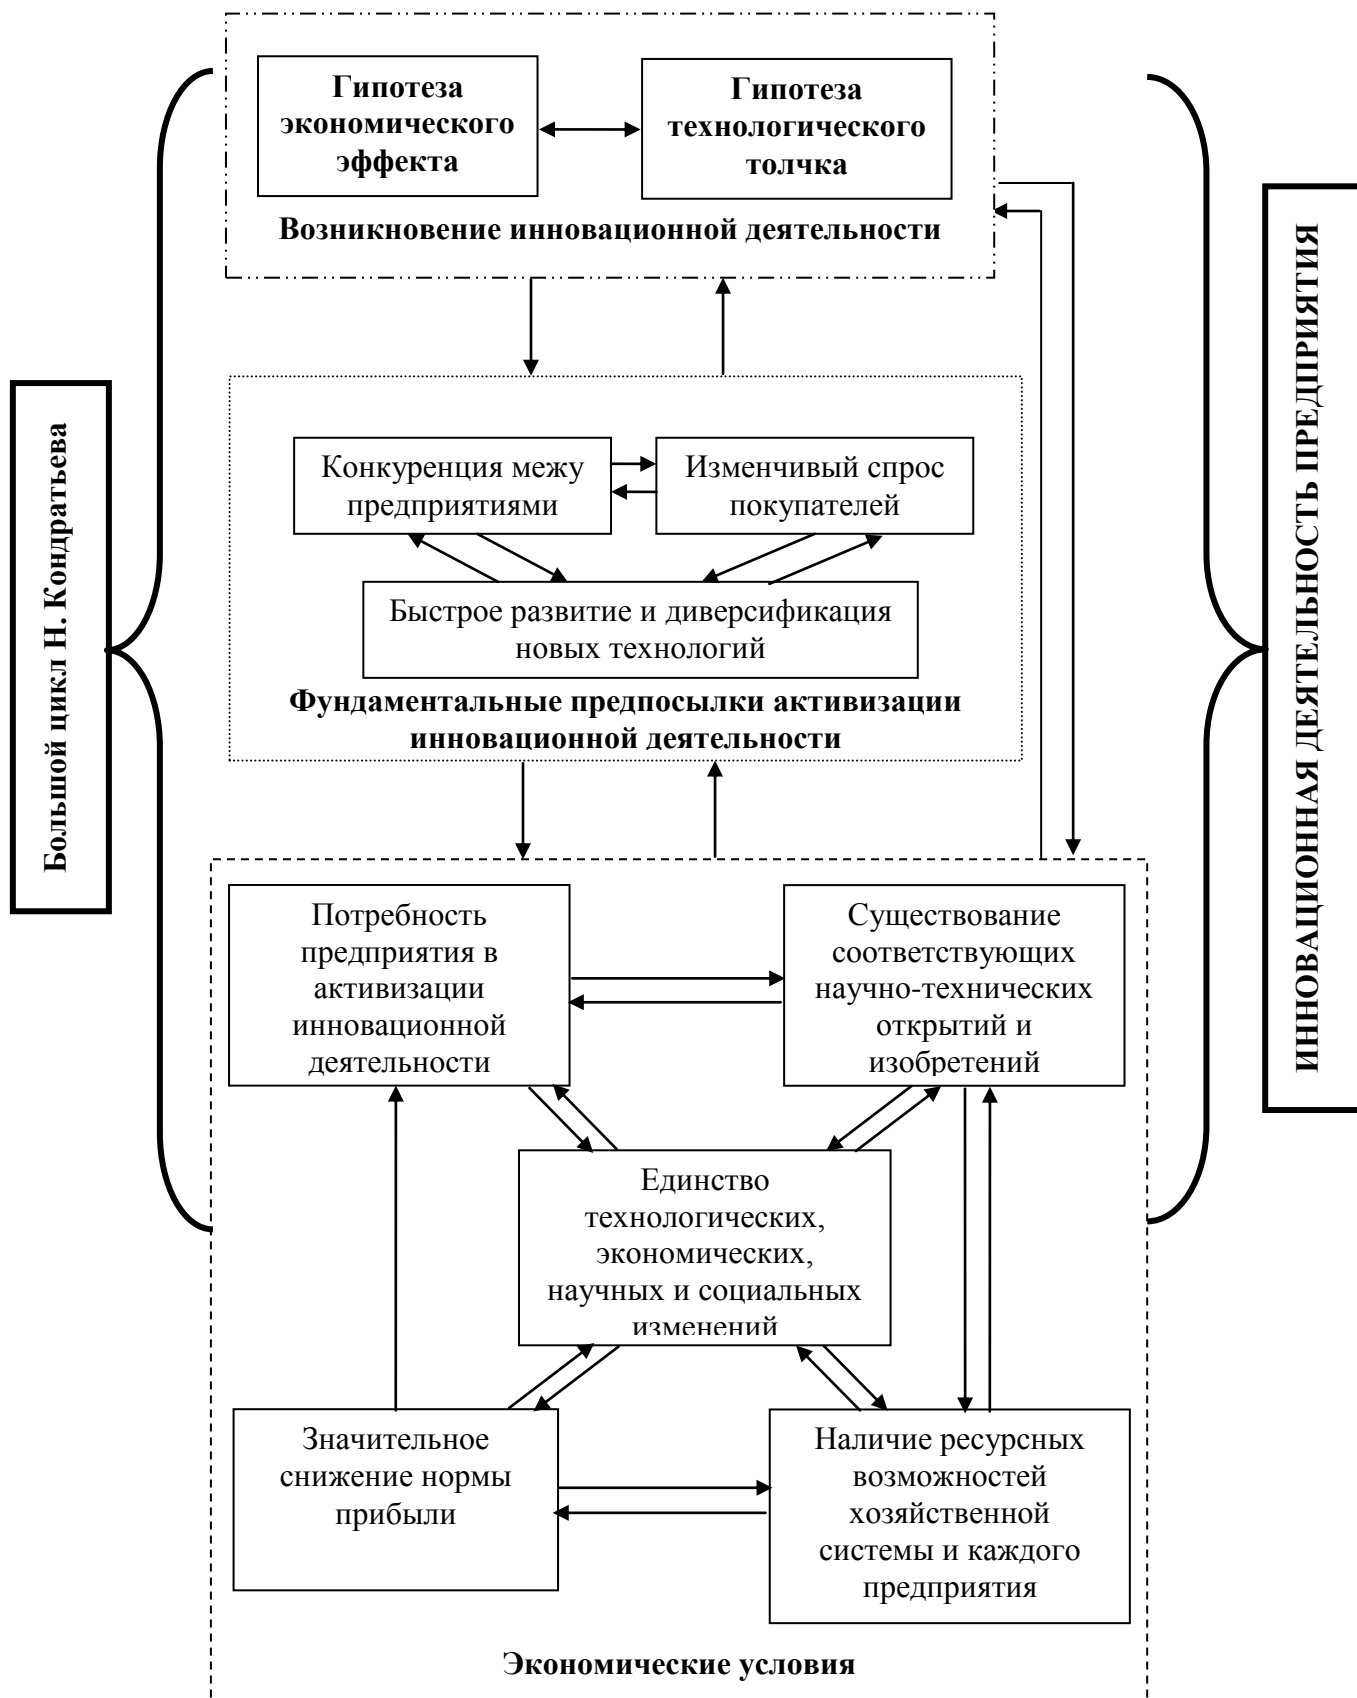 Гипотеза
экономического
эффекта
Гипотеза
технологического
толчка
Возникновение инновационной деятельности
Большой цикл Н. Кондратьева
ИННОВАЦИОННАЯ ДЕЯТЕЛЬНОСТЬ ПРЕДПРИЯТИЯ
Конкуренция межу
предприятиями
Изменчивый спрос
покупателей
Быстрое развитие и диверсификация
новых технологий
Фундаментальные предпосылки активизации
инновационной деятельности
Потребность
предприятия в
активизации
инновационной
деятельности
Существование
соответствующих
научно-технических
открытий и
изобретений
Единство
технологических,
экономических,
научных и социальных
изменений
Значительное
снижение нормы
прибыли
Наличие ресурсных
возможностей
хозяйственной
системы и каждого
предприятия
Экономические условия